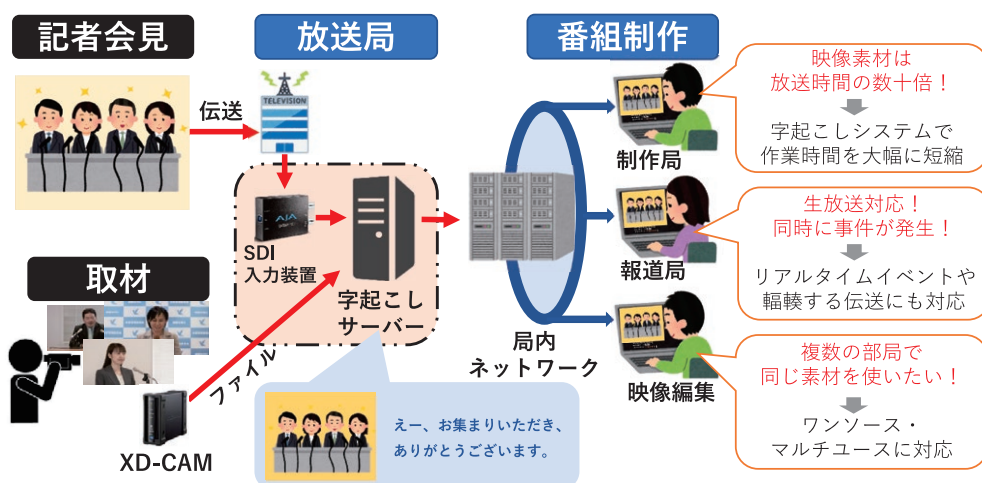 記者会見
放送局
番組制作
伝送
TELEVISION
AJA
SDI
入力装置
字起こし
サーバー
取材
XD-CAM
ファイル
えー、お集まりいただき、
ありがとうございます。
局内
ネットワーク
制作局
報道局
映像編集
映像素材は
放送時間の数十倍！
字起こしシステムで
作業時間を大幅に短縮
生放送対応！
同時に事件が発生！
リアルタイムイベントや
輻輳する伝送にも対応
複数の部局で
同じ素材を使いたい！
ワンソース・
マルチユースに対応